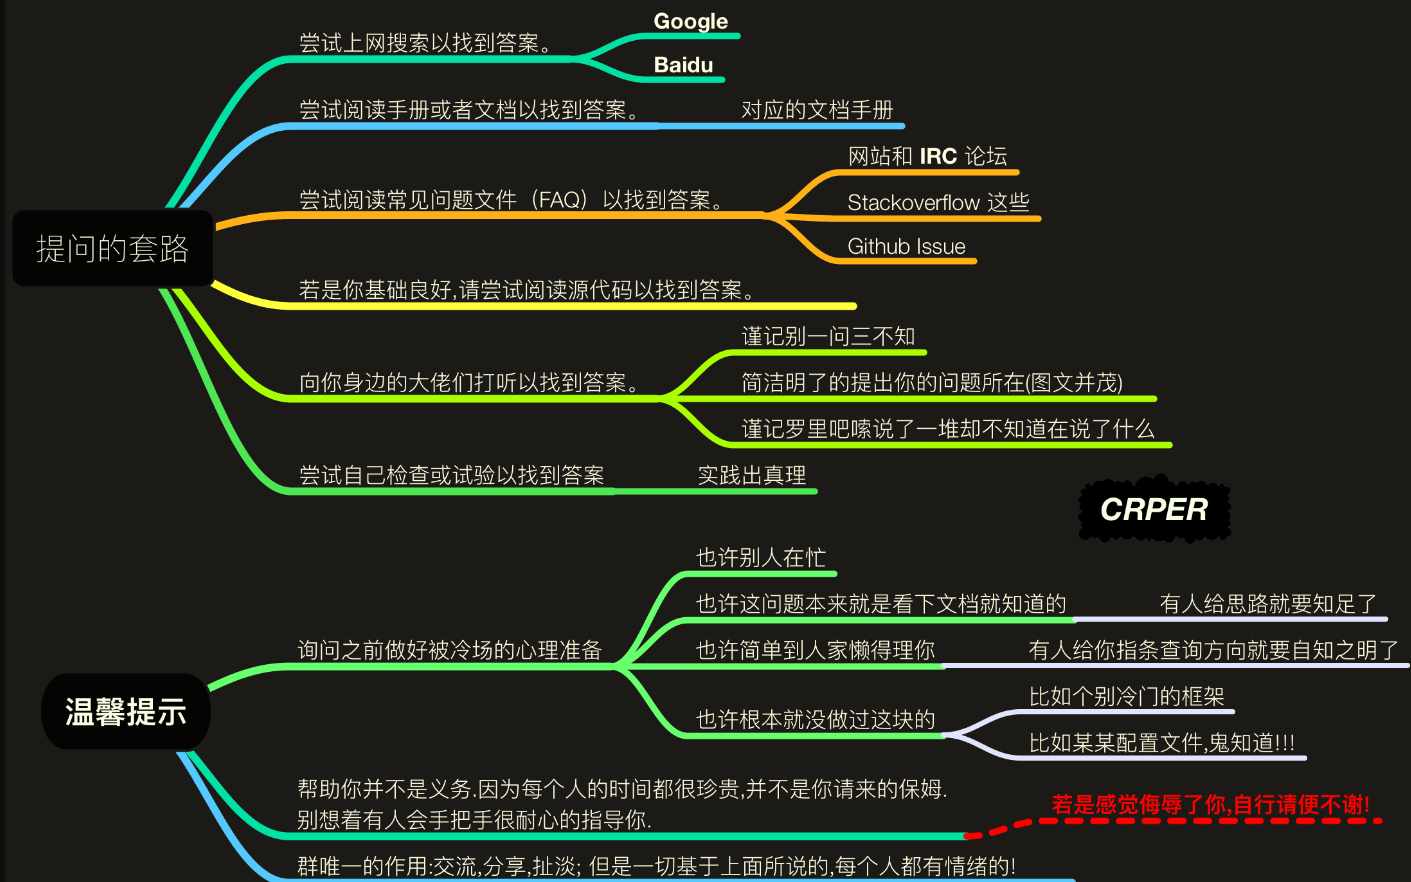 提问的套路
尝试上网搜索以找到答案。
Google
Baidu
尝试阅读手册或者文档以找到答案。
对应的文档手册
尝试阅读常见问题文件（FAQ）以找到答案。
网站和 IRC 论坛
Stackoverflow 这些
Github Issue
若是你基础良好,请尝试阅读源代码以找到答案。
向你身边的大佬们打听以找到答案。
谨记别一问三不知
简洁明了的提出你的问题所在(图文并茂)
谨记罗里吧嗦说了一堆却不知道在说了什么
尝试自己检查或试验以找到答案
实践出真理
CRPER
温馨提示
询问之前做好被冷场的心理准备
也许别人在忙
也许这问题本来就是看下文档就知道的
有人给思路就要知足了
也许简单到人家懒得理你
有人给你指条查询方向就要自知之明了
也许根本就没做过这块的
比如个别冷门的框架
比如某某配置文件,鬼知道!!!
帮助你并不是义务.因为每个人的时间都很珍贵,并不是你请来的保姆.
别想着有人会手把手很耐心的指导你.
若是感觉侮辱了你,自行请便不谢!
群唯一的作用:交流,分享,扯淡; 但是一切基于上面所说的,每个人都有情绪的!